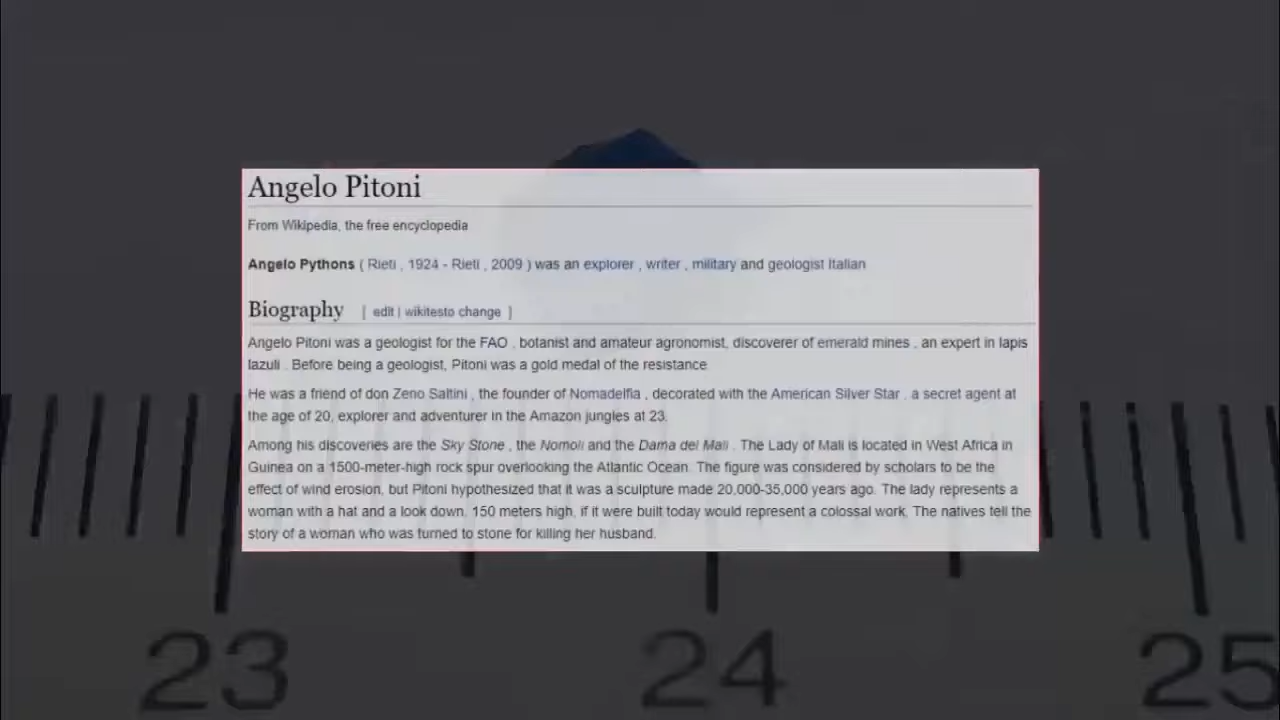 Angelo Pitoni
From Wikipedia, the free encyclopedia
Angelo Pythons ( Rieti , 1924 - Rieti , 2009 ) was an explorer , writer , military and geologist Italian
Biography [ edit | wikitesto change ]
Angelo Pitoni was a geologist for the FAO , botanist and amateur agronomist, discoverer of emerald mines , an expert in lapis
lazuli . Before being a geologist, Pitoni was a gold medal of the resistance
He was a friend of don Zeno Saltini , the founder of Nomadelfia , decorated with the American Silver Star , a secret agent at
the age of 20, explorer and adventurer in the Amazon jungles at 23.
Among his discoveries are the Sky Stone , the Nomoli and the Dama del Mali . The Lady of Mali is located in West Africa in
Guinea on a 1500-meter-high rock spur overlooking the Atlantic Ocean. The figure was considered by scholars to be the
effect of wind erosion, but Pitoni hypothesized that it was a sculpture made 20,000-35,000 years ago. The lady represents a
woman with a hat and a look down, 150 meters high, if it were built today would represent a colossal work. The natives tell the
story of a woman who was turned to stone for killing her husband.
23 24 25